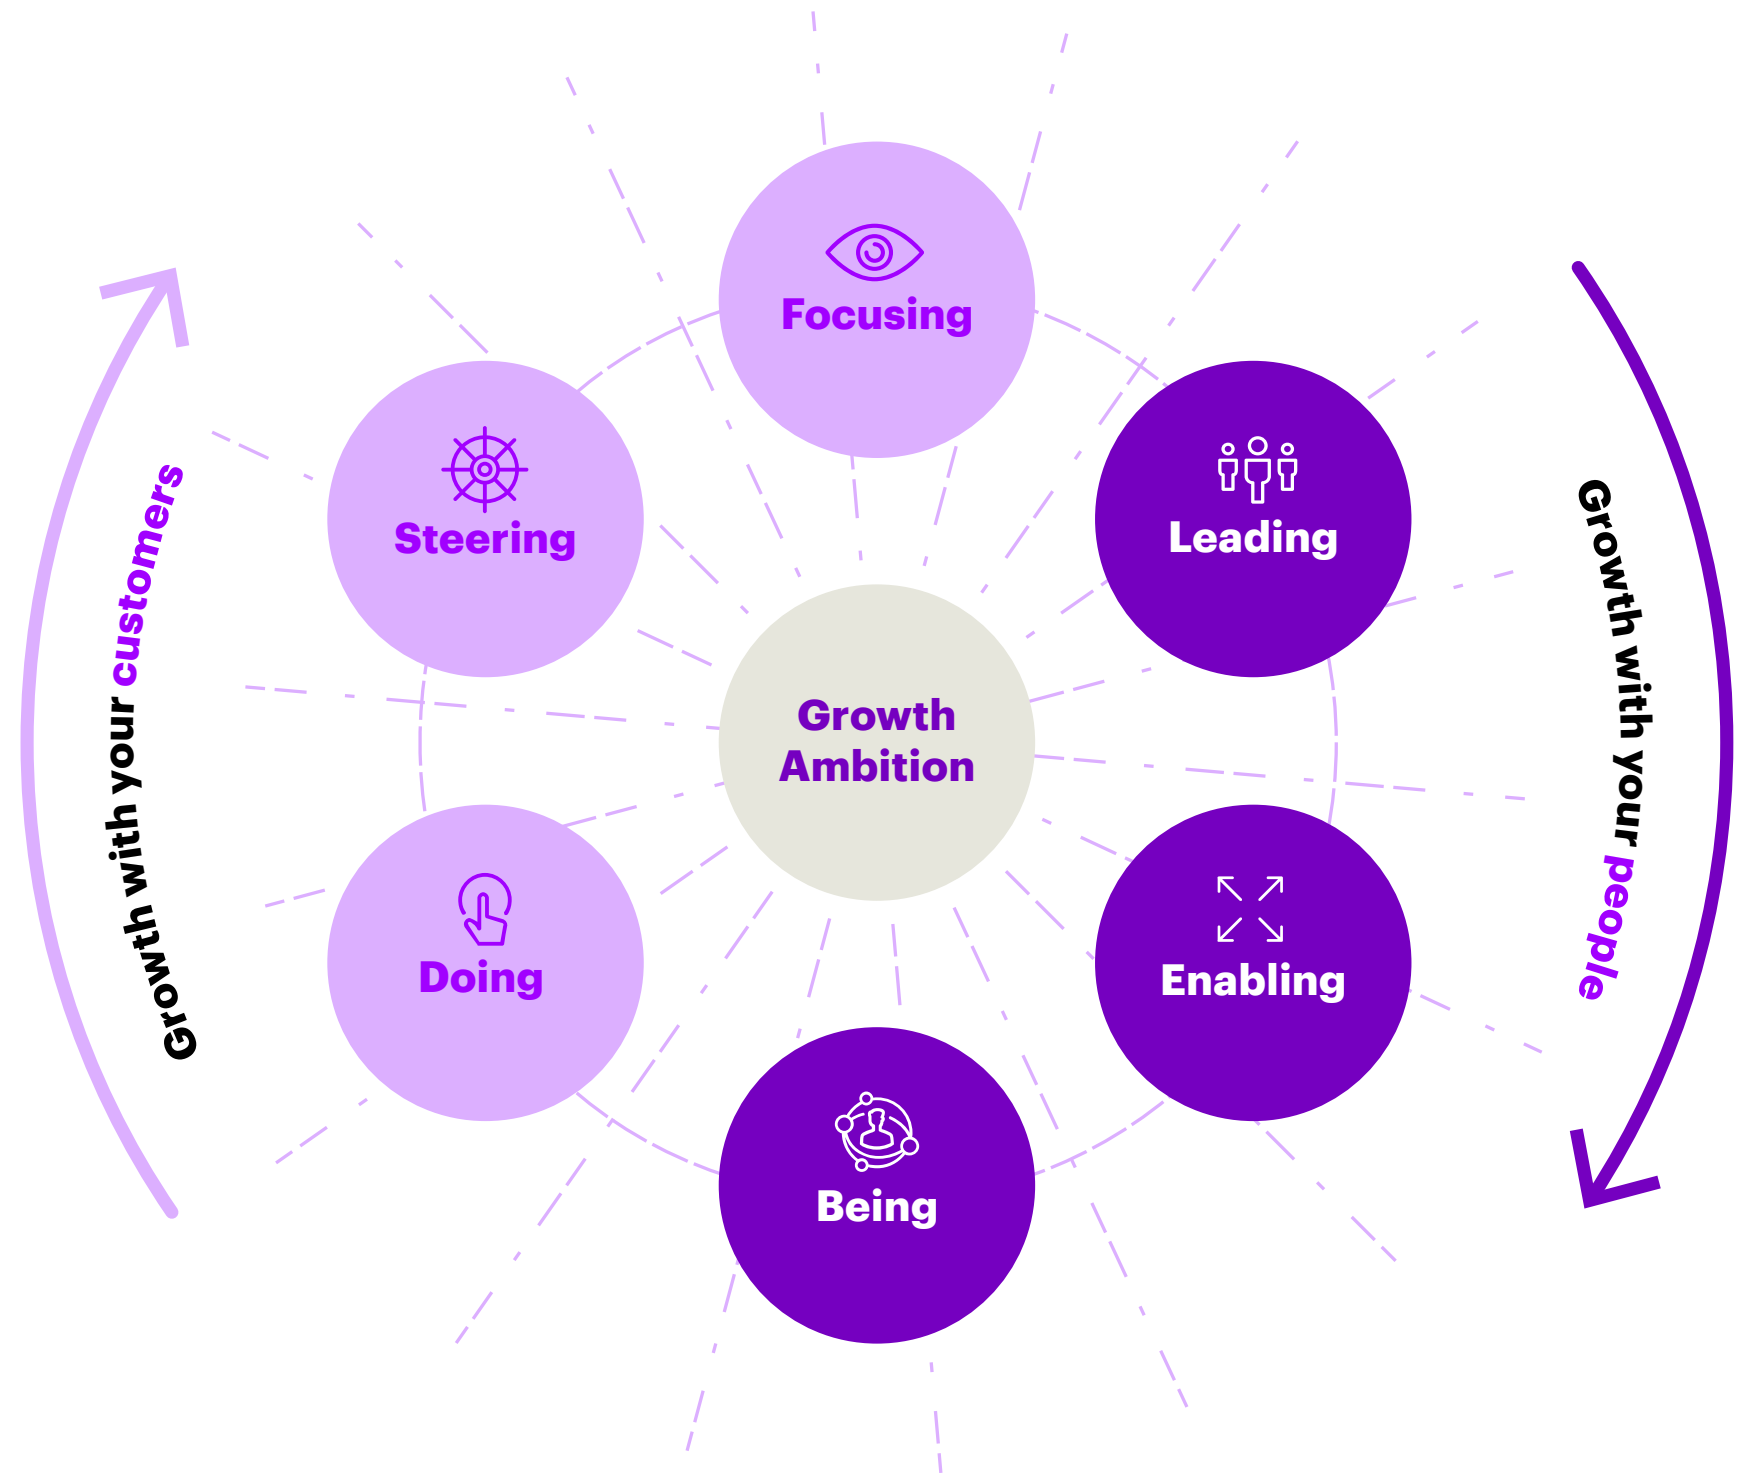 Focusing
Steering
Leading
Growth with your customers
Growth with your people
Growth
Ambition
Doing
Enabling
Being